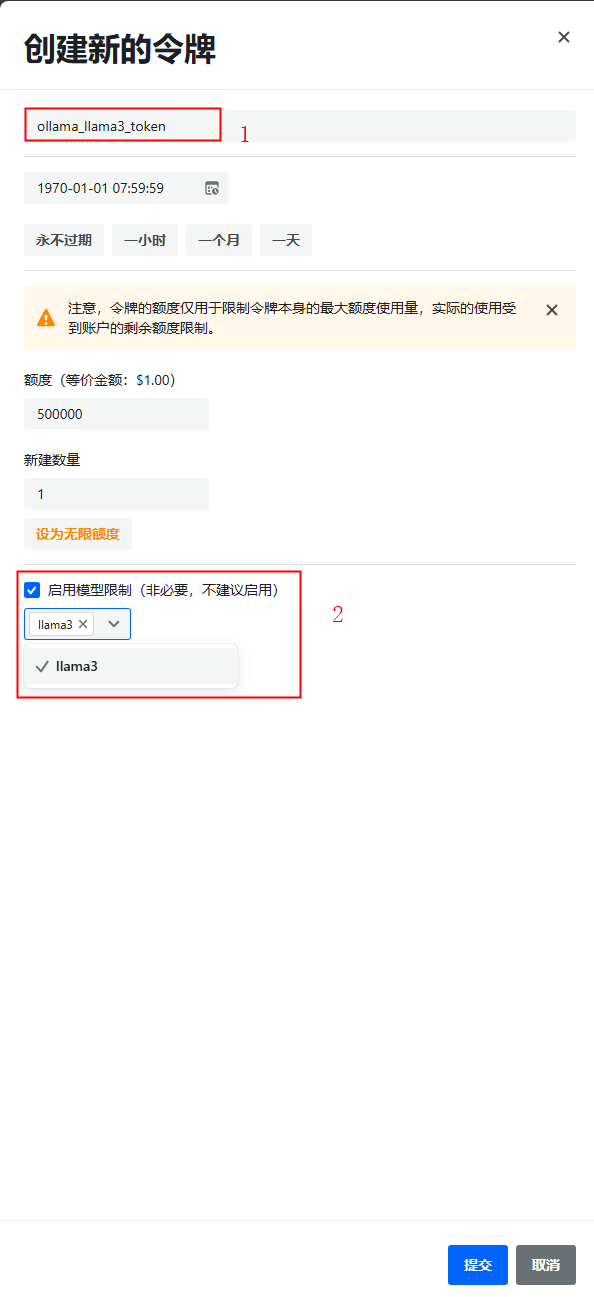 创建新的令牌
ollama_llama3_token
1
1970-01-01 07:59:59
永不过期 一小时 一个月 一天
注意，令牌的额度仅用于限制令牌本身的最大额度使用量，实际的使用受
到账户的剩余额度限制。
额度（等价金额：$1.00）
500000
新建数量
1
设为无限额度
启用模型限制（非必要，不建议启用）
2
llama3
llama3
提交 取消